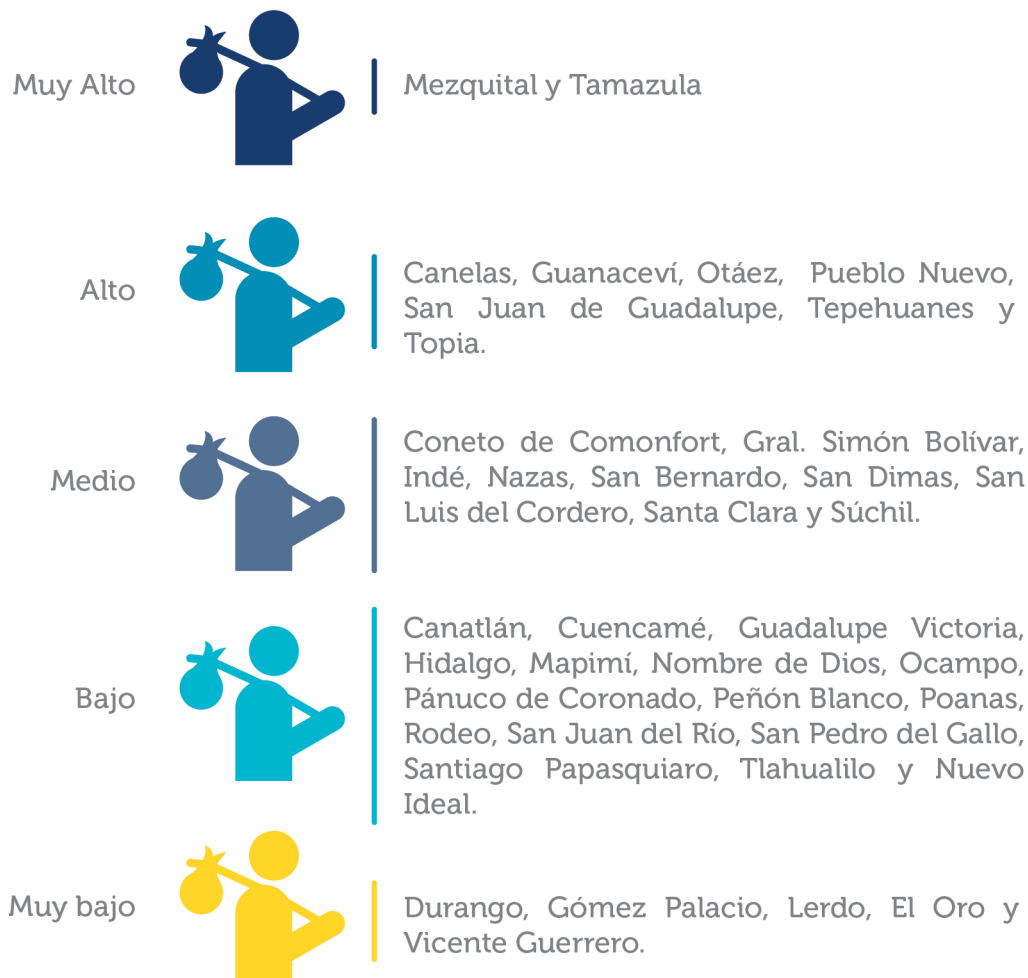 Muy Alto
Mezquital y Tamazula
Alto
Canelas, Guanaceví, Otáez, Pueblo Nuevo,
San Juan de Guadalupe, Tepehuanes y
Topia.
Medio
Coneto de Comonfort, Gral. Simón Bolívar,
Indé, Nazas, San Bernardo, San Dimas, San
Luis del Cordero, Santa Clara y Súchil.
Bajo
Canatlán, Cuencamé, Guadalupe Victoria,
Hidalgo, Mapimí, Nombre de Dios, Ocampo,
Pánuco de Coronado, Peñón Blanco, Poanas,
Rodeo, San Juan del Río, San Pedro del Gallo,
Santiago Papasquiaro, Tlahualilo y Nuevo
Ideal.
Muy bajo
Durango, Gómez Palacio, Lerdo, El Oro y
Vicente Guerrero.